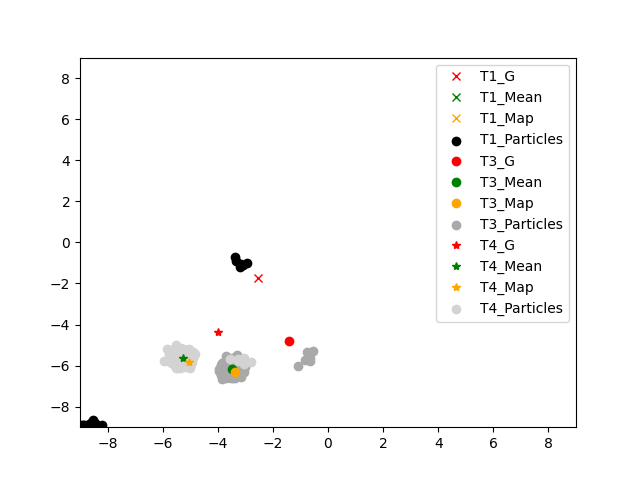 8
6
4
2
0
−2
−4
−6
−8
−8 −6 −4 −2 0 2 4 6 8
T1_G
T1_Mean
T1_Map
T1_Particles
T3_G
T3_Mean
T3_Map
T3_Particles
T4_G
T4_Mean
T4_Map
T4_Particles